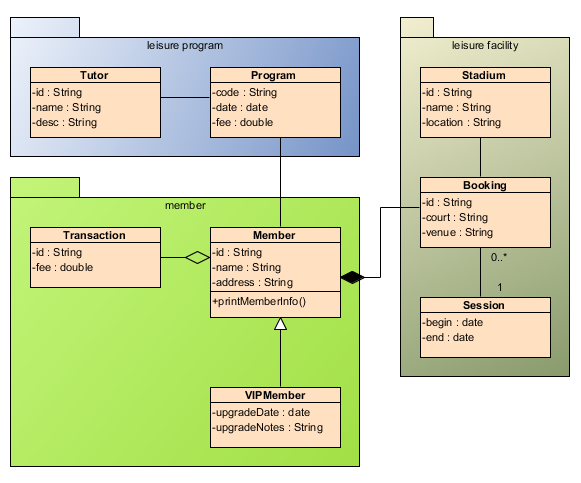 leisure program
Tutor
-id : String
-name : String
-desc : String
Program
-code : String
-date : date
-fee : double
leisure facility
Stadium
-id : String
-name : String
-location : String
Booking
-id : String
-court : String
-venue : String
0..*
1
Session
-begin : date
-end : date
member
Transaction
-id : String
-fee : double
Member
-id : String
-name : String
-address : String
+printMemberInfo()
VIPMember
-upgradeDate : date
-upgradeNotes : String